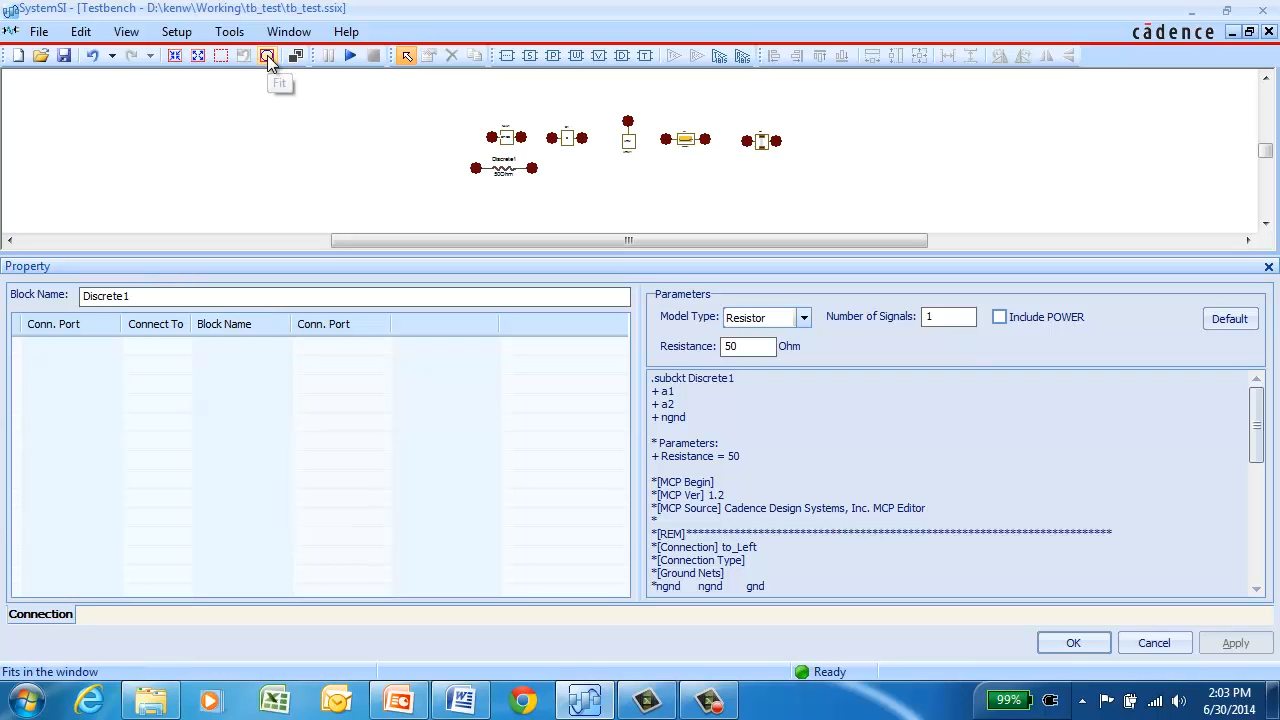 SystemSI - [Testbench - D:\kenw\Working\tb_test\tb_test.ssix]
File Edit View Setup Tools Window Help
cādence
S P W V D T
Fit
Discrete1
50Ohm
Property
Block Name: Discrete1
Conn. Port Connect To Block Name Conn. Port
Parameters
Model Type: Resistor Number of Signals: 1 Include POWER Default
Resistance: 50 Ohm
.subckt Discrete1
+ a1
+ a2
+ ngnd
* Parameters:
+ Resistance = 50
*[MCP Begin]
*[MCP Ver] 1.2
*[MCP Source] Cadence Design Systems, Inc. MCP Editor
*
*[REM]**********************************************************************
*[Connection] to_Left
*[Connection Type]
*[Ground Nets]
*ngnd ngnd gnd
Connection
OK Cancel Apply
Fits in the window Ready
99% 2:03 PM
6/30/2014